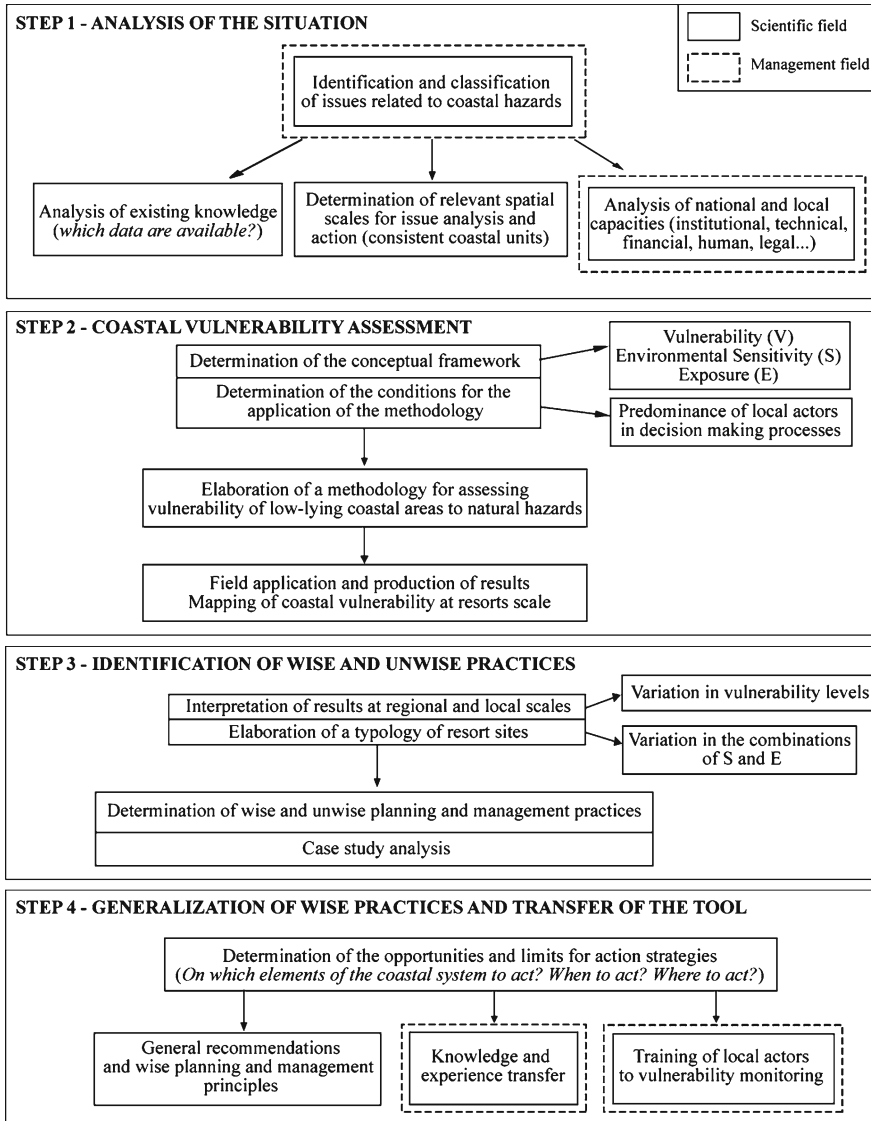 STEP 1 - ANALYSIS OF THE SITUATION
Scientific field
Management field
Identification and classification
of issues related to coastal hazards
Analysis of existing knowledge
(which data are available?)
Determination of relevant spatial
scales for issue analysis and
action (consistent coastal units)
Analysis of national and local
capacities (institutional, technical,
financial, human, legal...)
STEP 2 - COASTAL VULNERABILITY ASSESSMENT
Determination of the conceptual framework
Vulnerability (V)
Environmental Sensitivity (S)
Exposure (E)
Determination of the conditions for the
application of the methodology
Predominance of local actors
in decision making processes
Elaboration of a methodology for assessing
vulnerability of low-lying coastal areas to natural hazards
Field application and production of results
Mapping of coastal vulnerability at resorts scale
STEP 3 - IDENTIFICATION OF WISE AND UNWISE PRACTICES
Interpretation of results at regional and local scales
Variation in vulnerability levels
Elaboration of a typology of resort sites
Variation in the combinations
of S and E
Determination of wise and unwise planning and management practices
Case study analysis
STEP 4 - GENERALIZATION OF WISE PRACTICES AND TRANSFER OF THE TOOL
Determination of the opportunities and limits for action strategies
(On which elements of the coastal system to act? When to act? Where to act?)
General recommendations
and wise planning and management
principles
Knowledge and
experience transfer
Training of local actors
to vulnerability monitoring